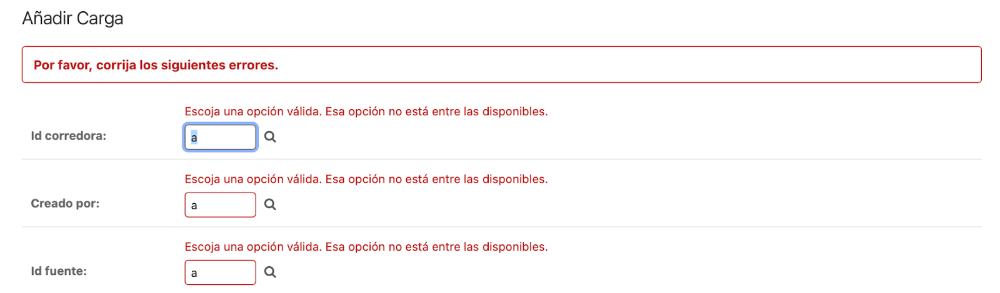 Añadir Carga
Por favor, corrija los siguientes errores.
Escoja una opción válida. Esa opción no está entre las disponibles.
Id corredora: a
Escoja una opción válida. Esa opción no está entre las disponibles.
Creado por: a
Escoja una opción válida. Esa opción no está entre las disponibles.
Id fuente: a